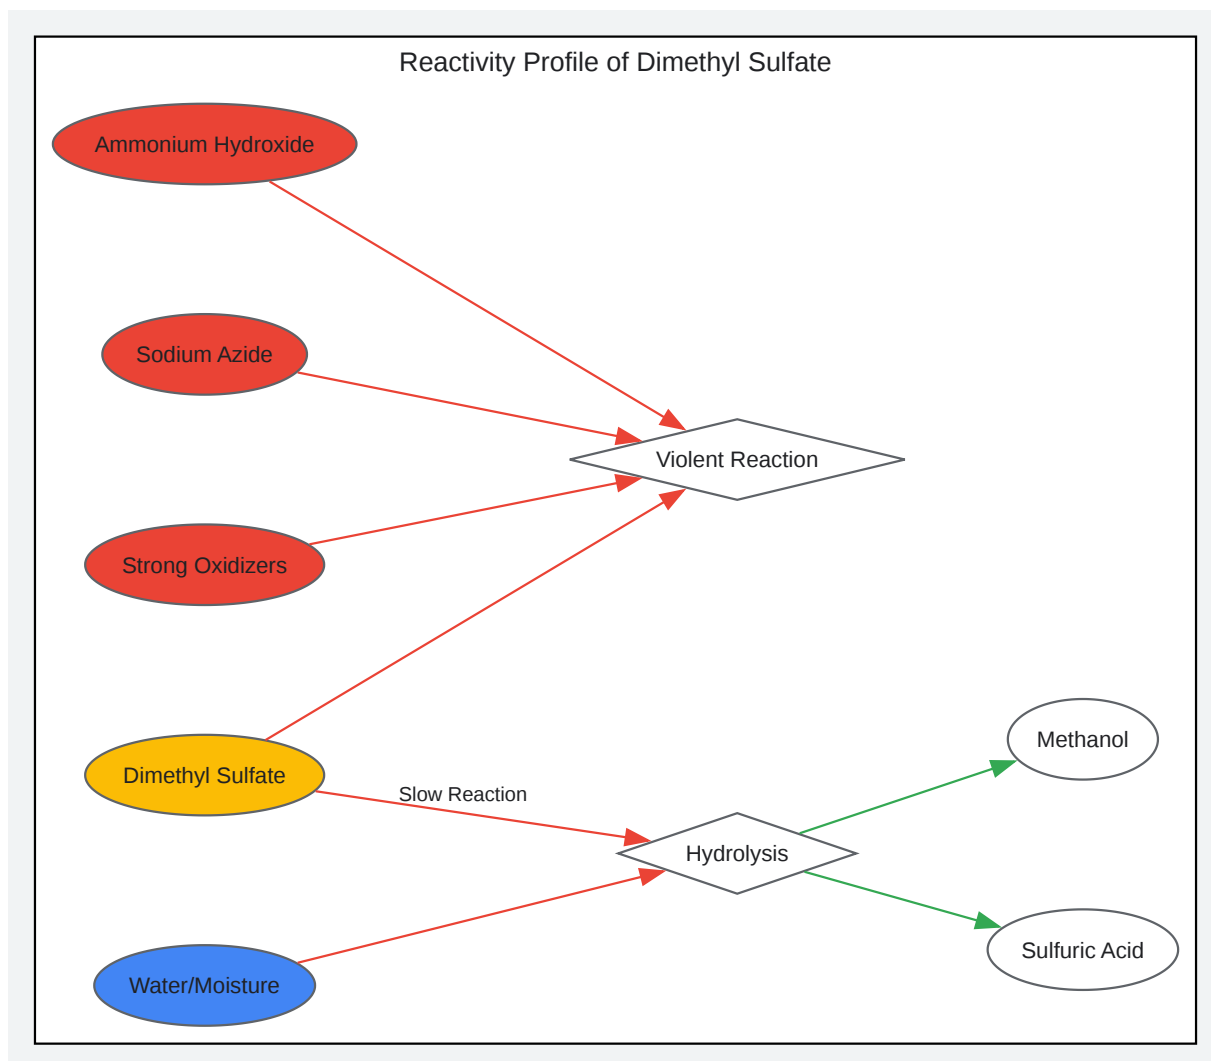 Reactivity Profile of Dimethyl Sulfate
Ammonium Hydroxide
Sodium Azide
Violent Reaction
Strong Oxidizers
Methanol
Dimethyl Sulfate
Slow Reaction
Hydrolysis
Sulfuric Acid
Water/Moisture